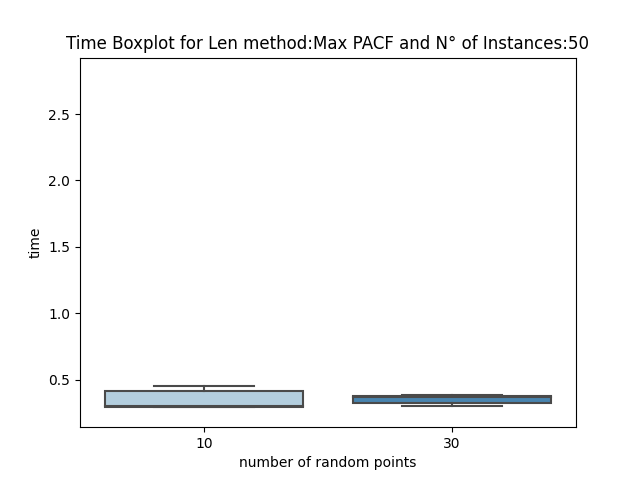 Time Boxplot for Len method:Max PACF and N° of Instances:50
2.5
2.0
1.5
1.0
0.5
time
10
30
number of random points